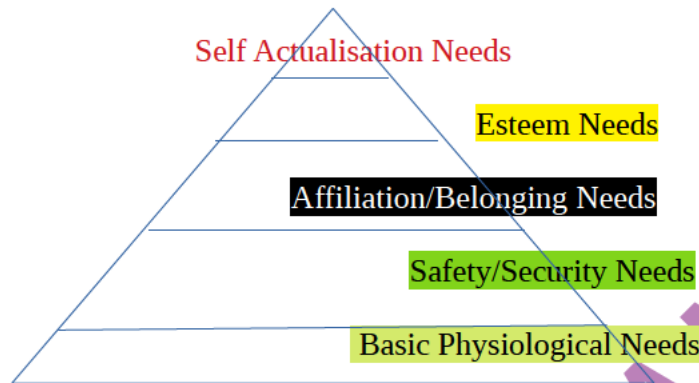 Self Actualisation Needs
Esteem Needs
Affiliation/Belonging Needs
Safety/Security Needs
Basic Physiological Needs